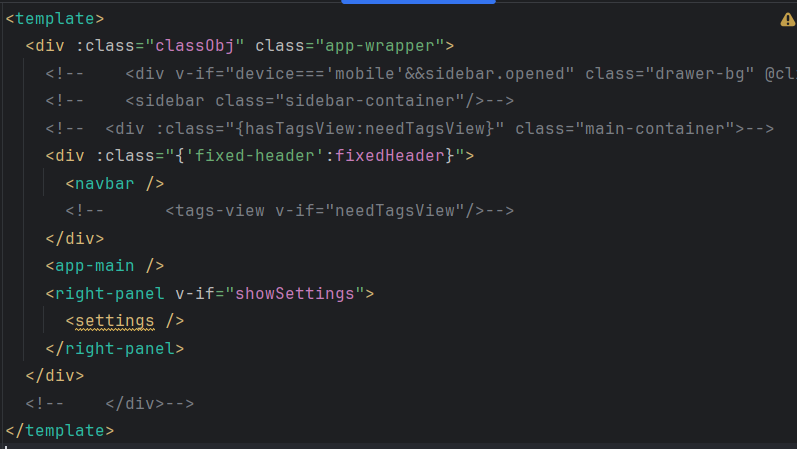 <template>
  <div :class="classObj" class="app-wrapper">
    <!--    <div v-if="device==='mobile'&&sidebar.opened" class="drawer-bg"
    <!--    <sidebar class="sidebar-container"/>-->
    <!--  <div :class="{hasTagsView:needTagsView}" class="main-container">-->
    <div :class="{'fixed-header':fixedHeader}">
      <navbar />
      <!--      <tags-view v-if="needTagsView"/>-->
    </div>
    <app-main />
    <right-panel v-if="showSettings">
      <settings />
    </right-panel>
  </div>
  <!--    </div>-->
</template>